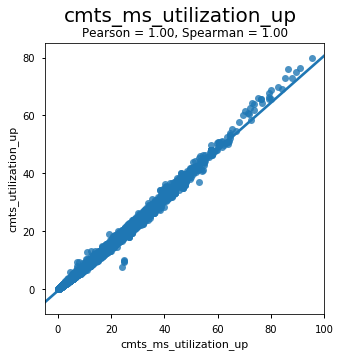 cmts_ms_utilization_up
Pearson = 1.00, Spearman = 1.00
80
60
40
20
0
cmts_utilization_up
0 20 40 60 80 100
cmts_ms_utilization_up